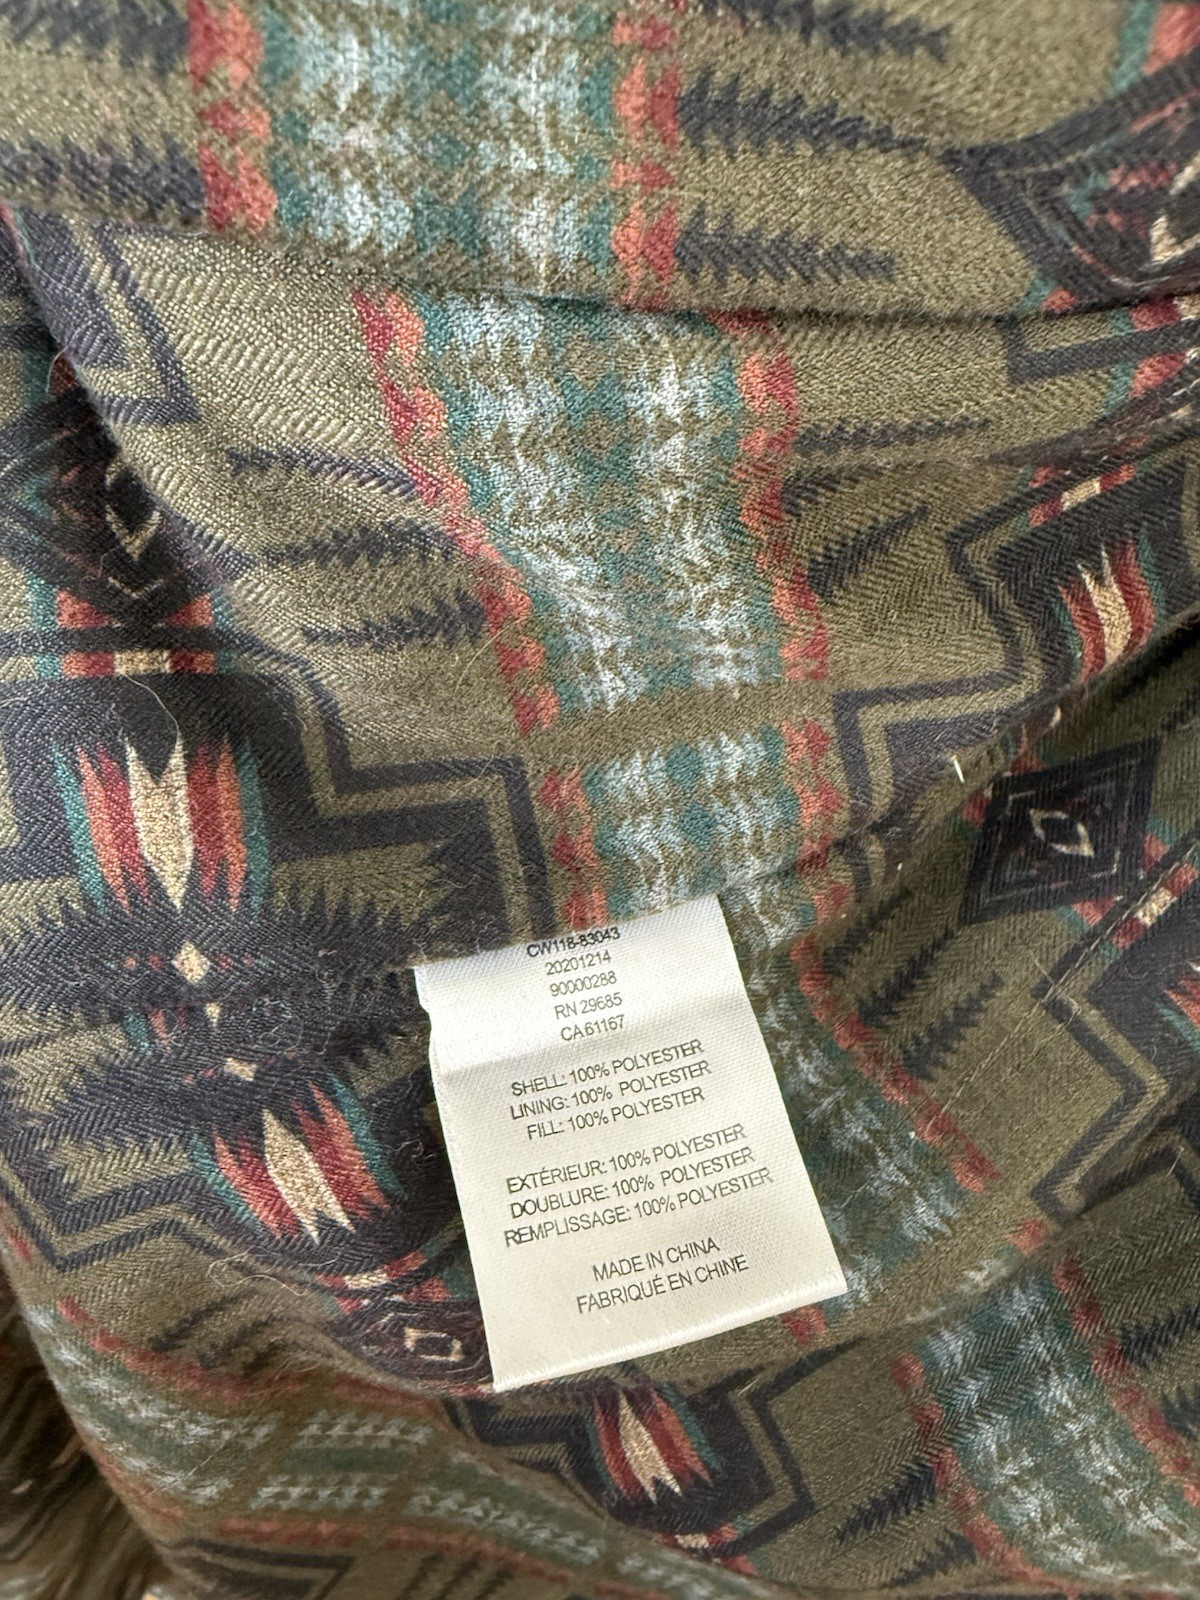 CW118-83043
20201214
90000288
RN 29685
CA 61167
SHELL: 100% POLYESTER
LINING: 100% POLYESTER
FILL: 100% POLYESTER
EXTÉRIEUR: 100% POLYESTER
DOUBLURE: 100% POLYESTER
REMPLISSAGE: 100% POLYESTER
MADE IN CHINA
FABRIQUÉ EN CHINE